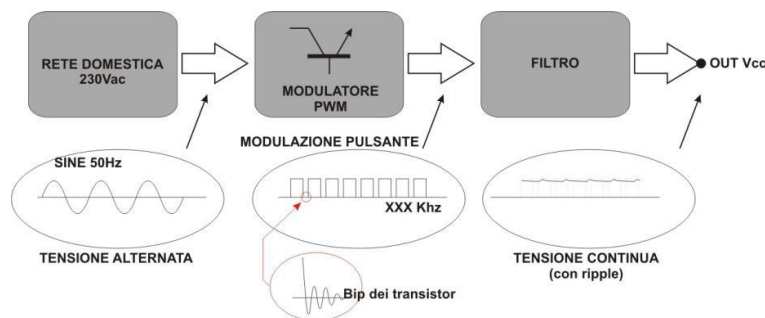 RETE DOMESTICA
230Vac
MODULATORE
PWM
FILTRO
OUT Vcc
MODULAZIONE PULSANTE
SINE 50Hz
XXX Khz
TENSIONE ALTERNATA
TENSIONE CONTINUA
(con ripple)
Bip dei transistor